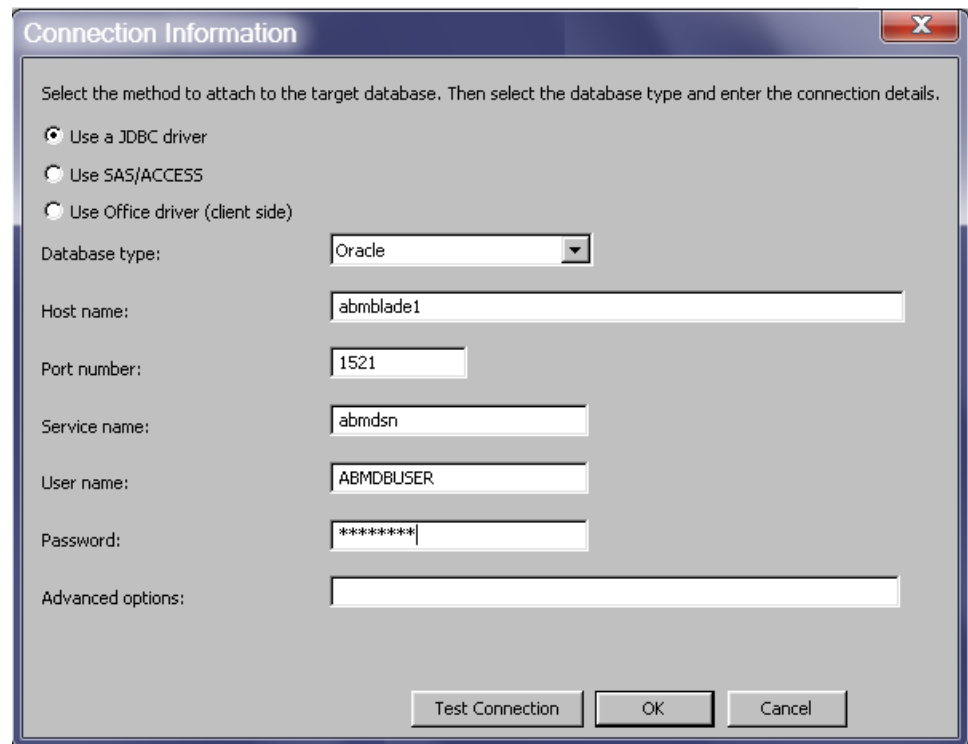 Connection Information
X
Select the method to attach to the target database. Then select the database type and enter the connection details.
Use a JDBC driver
Use SAS/ACCESS
Use Office driver (client side)
Database type: Oracle
Host name: abmblade1
Port number: 1521
Service name: abmdsn
User name: ABMDBUSER
Password: ********
Advanced options:
Test Connection OK Cancel